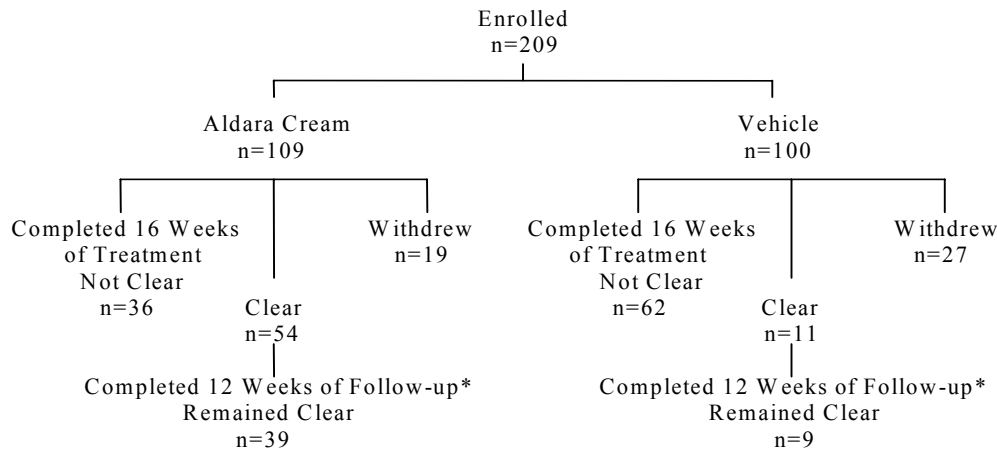 Enrolled
n=209
Aldara Cream
n=109
Vehicle
n=100
Completed 16 Weeks
of Treatment
Not Clear
n=36
Clear
n=54
Withdrew
n=19
Completed 12 Weeks of Follow-up*
Remained Clear
n=39
Completed 16 Weeks
of Treatment
Not Clear
n=62
Clear
n=11
Withdrew
n=27
Completed 12 Weeks of Follow-up*
Remained Clear
n=9